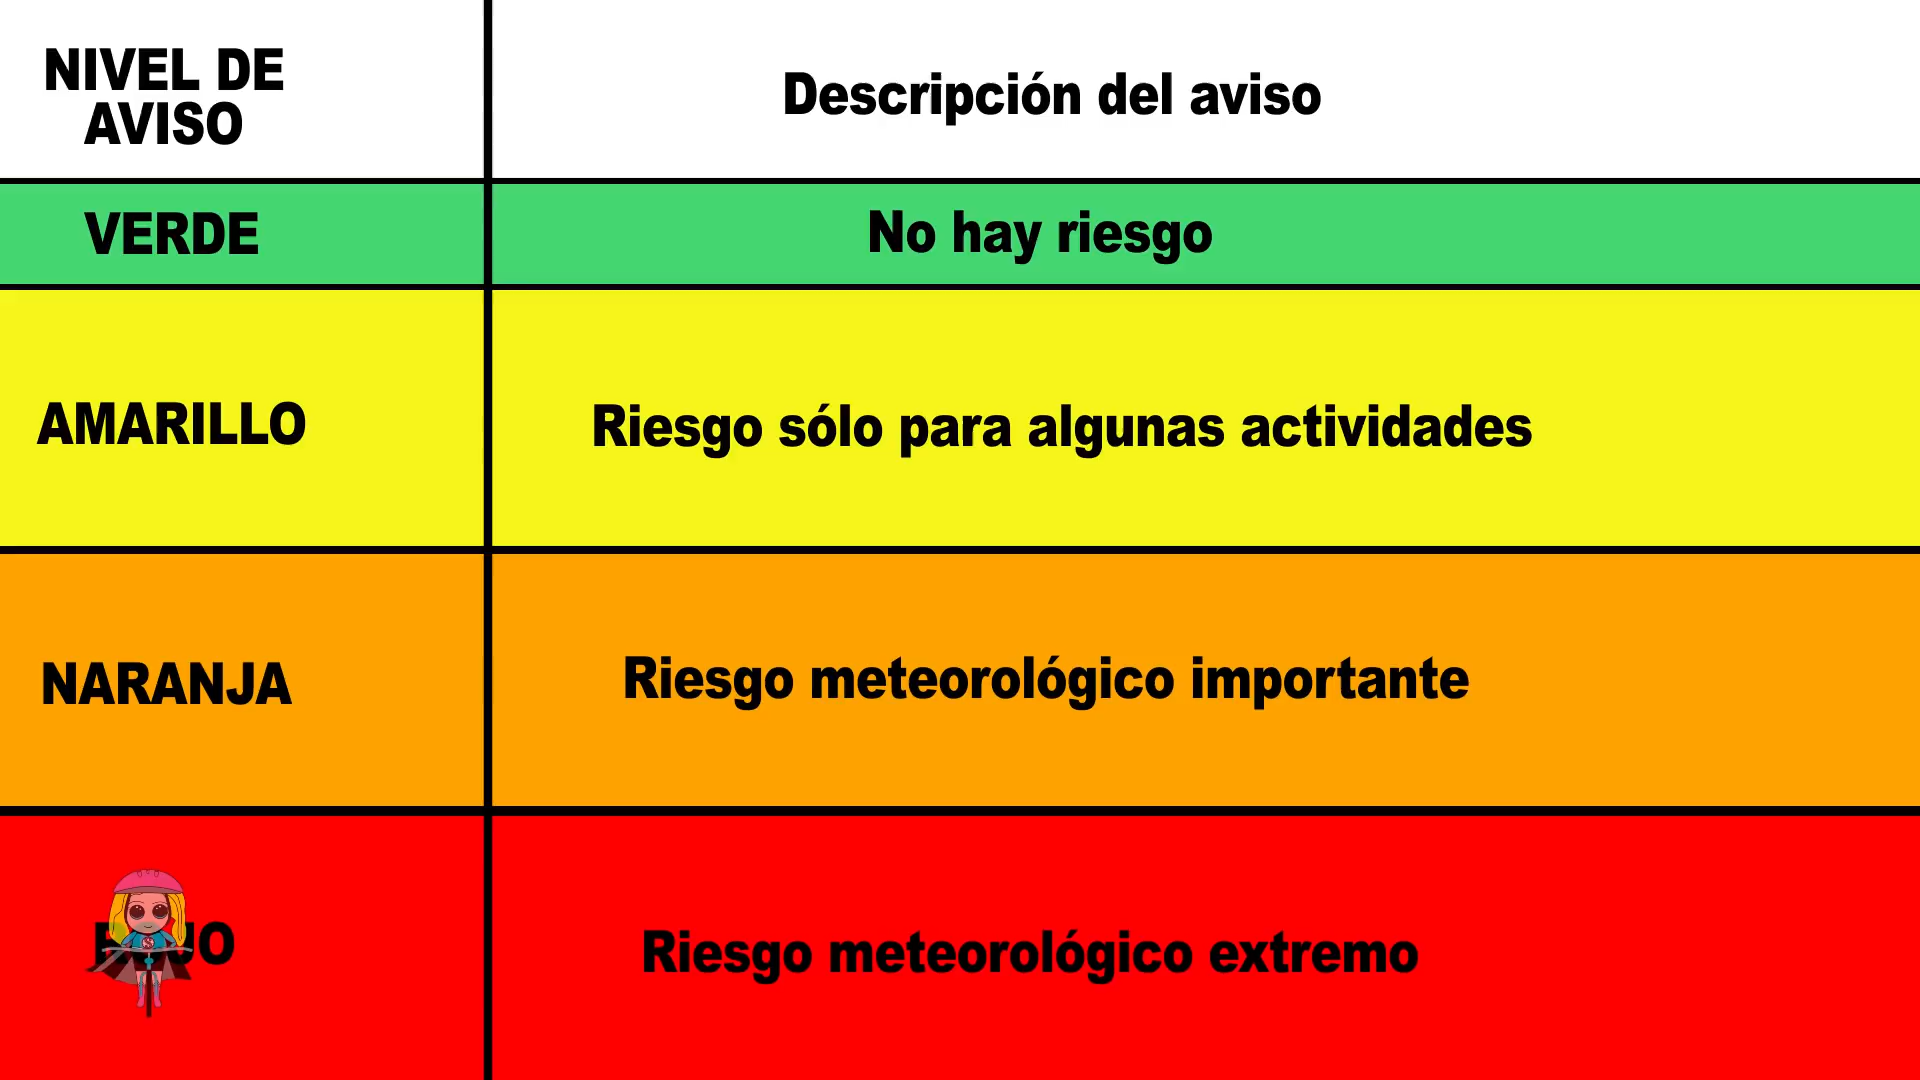 NIVEL DE
AVISO
Descripción del aviso
VERDE
No hay riesgo
AMARILLO
Riesgo sólo para algunas actividades
NARANJA
Riesgo meteorológico importante
Riesgo meteorológico extremo